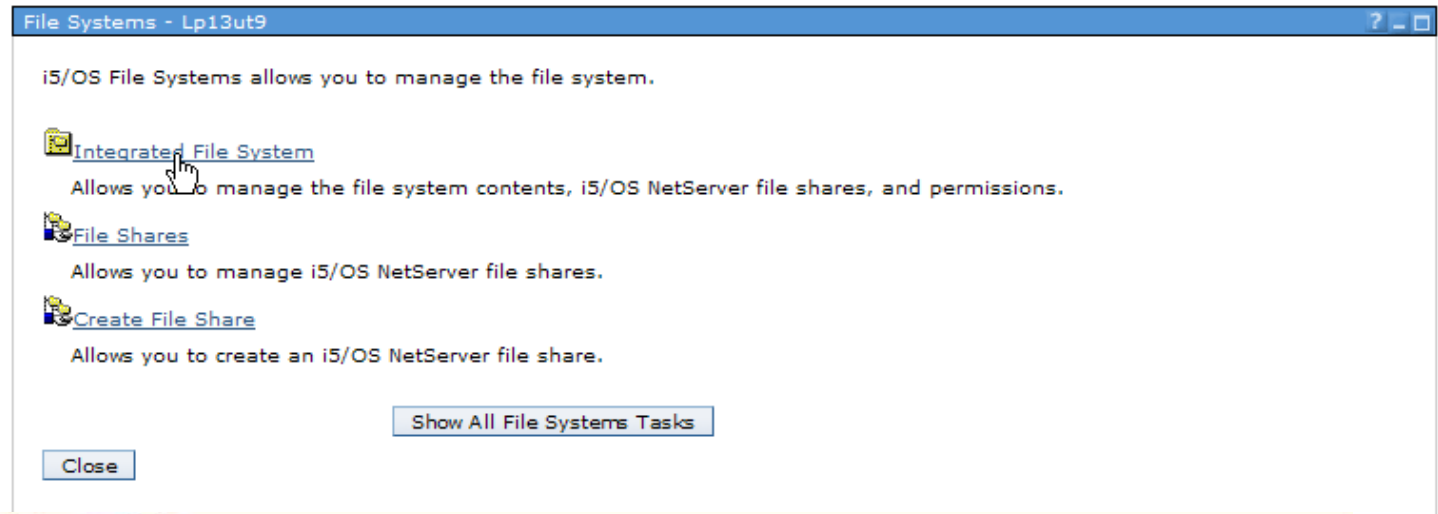 File Systems - Lp13ut9
?
i5/OS File Systems allows you to manage the file system.
Integrated File System
Allows you to manage the file system contents, i5/OS NetServer file shares, and permissions.
File Shares
Allows you to manage i5/OS NetServer file shares.
Create File Share
Allows you to create an i5/OS NetServer file share.
Show All File Systems Tasks
Close